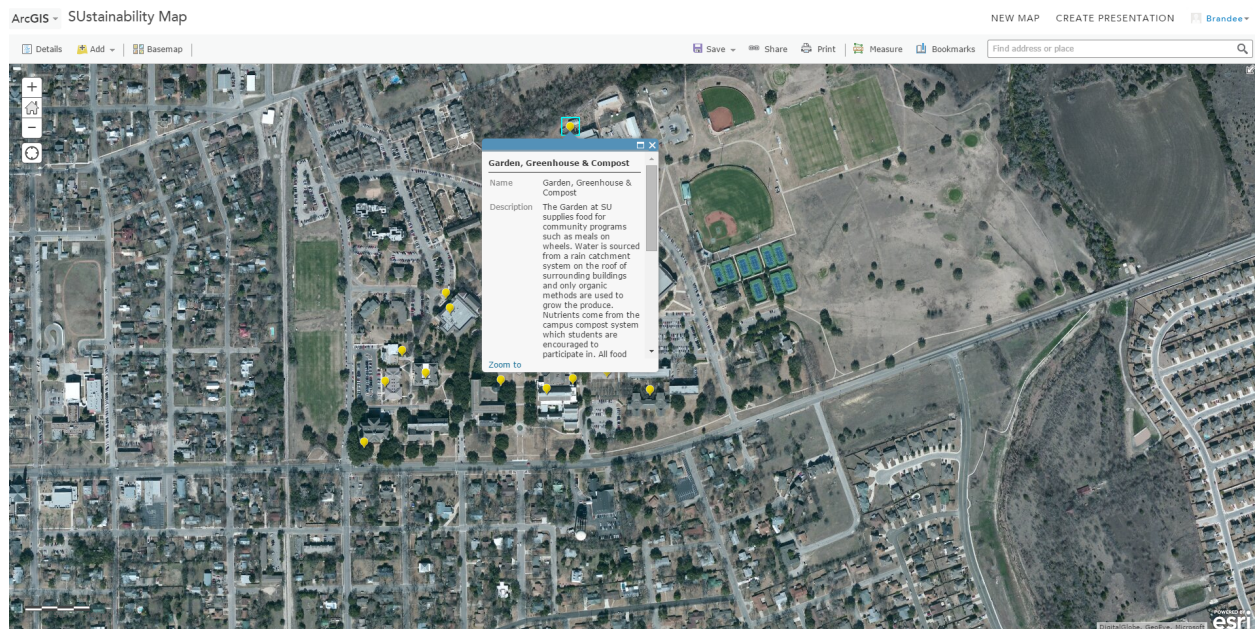 ArcGIS SUstainability Map
NEW MAP CREATE PRESENTATION Brandee
Details Add Basemap
Save Share Print Measure Bookmarks Find address or place
Garden, Greenhouse & Compost
Name Garden, Greenhouse &
Compost
Description The Garden at SU
supplies food for
community programs
such as meals on
wheels. Water is sourced
from a rain catchment
system on the roof of
surrounding buildings
and only organic
methods are used to
grow the produce.
Nutrients come from the
campus compost system
which students are
encouraged to
participate in. All food
Zoom to
POWERED BY
esri
DigitalGlobe, GeoEye, Microsoft